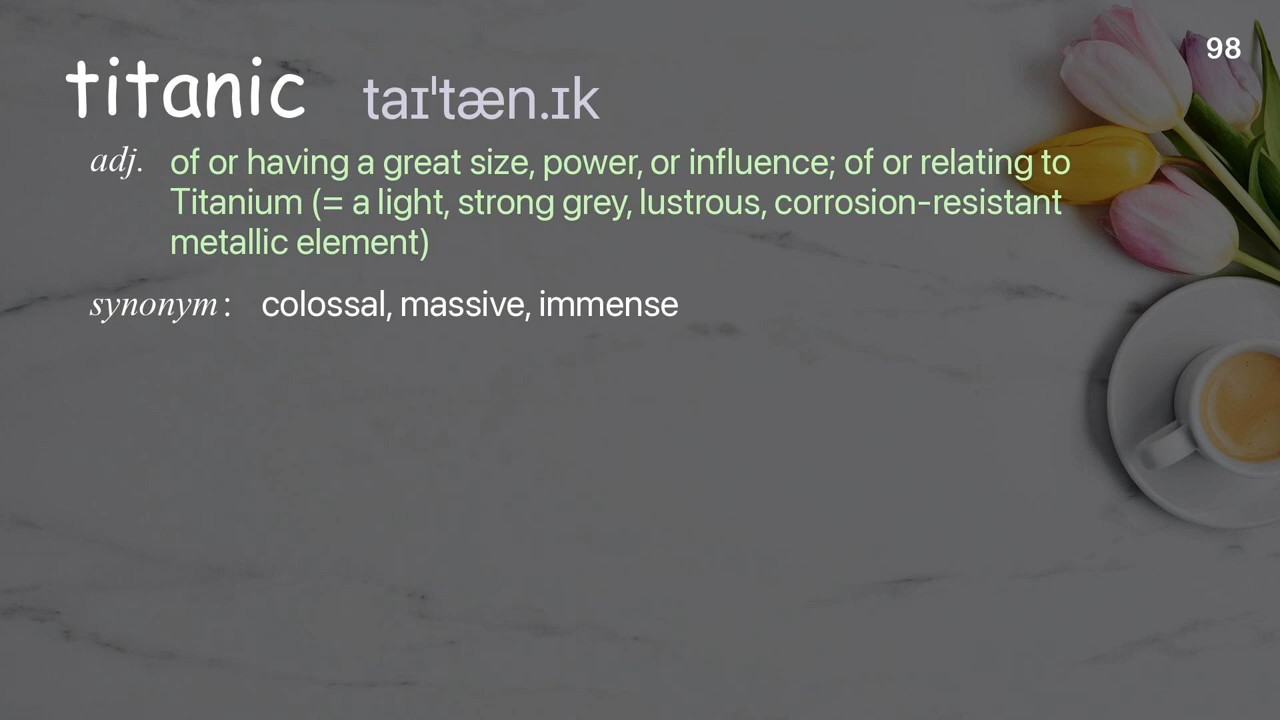 98
titanic taɪˈtæn.ɪk
adj. of or having a great size, power, or influence; of or relating to
Titanium (= a light, strong grey, lustrous, corrosion-resistant
metallic element)
synonym: colossal, massive, immense